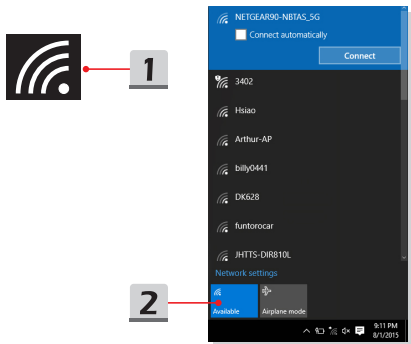 1
NETGEAR90-NBTAS_5G
Connect automatically
Connect
3402
Hsiao
Arthur-AP
billy0441
DK628
funtorocar
JHTTS-DIR810L
Network settings
2
Available
Airplane mode
9:11 PM
8/1/2015